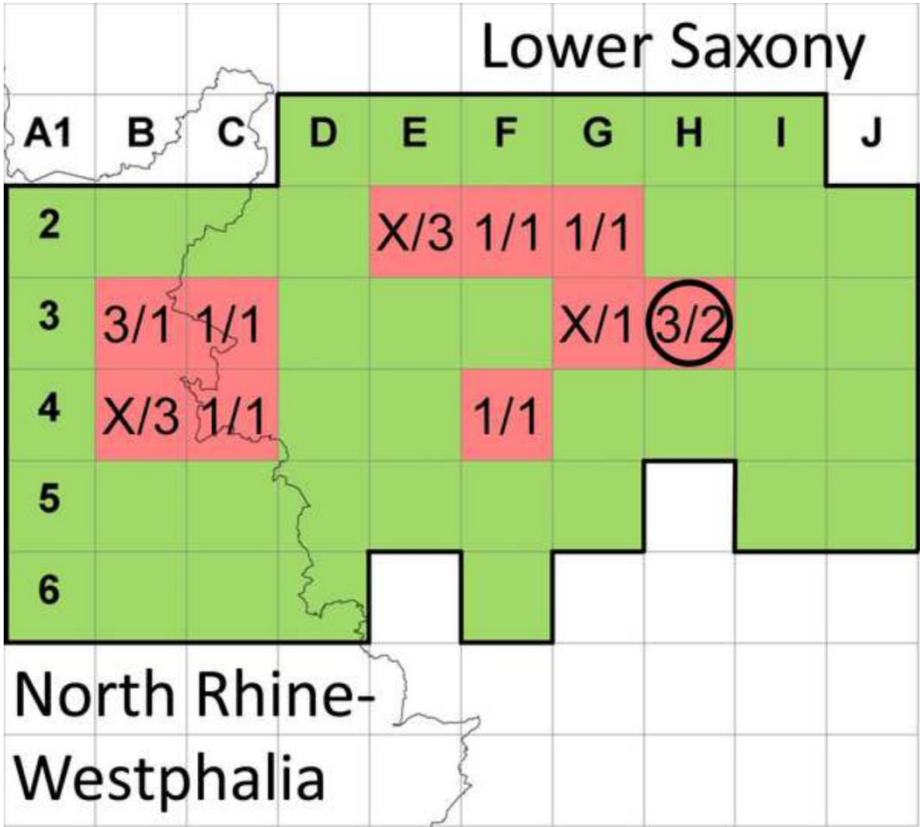 Lower Saxony
A1 B C D E F G H I J
2 X/3 1/1 1/1
3 3/1 1/1 X/1 3/2
4 X/3 1/1 1/1
5
6
North Rhine-
Westphalia